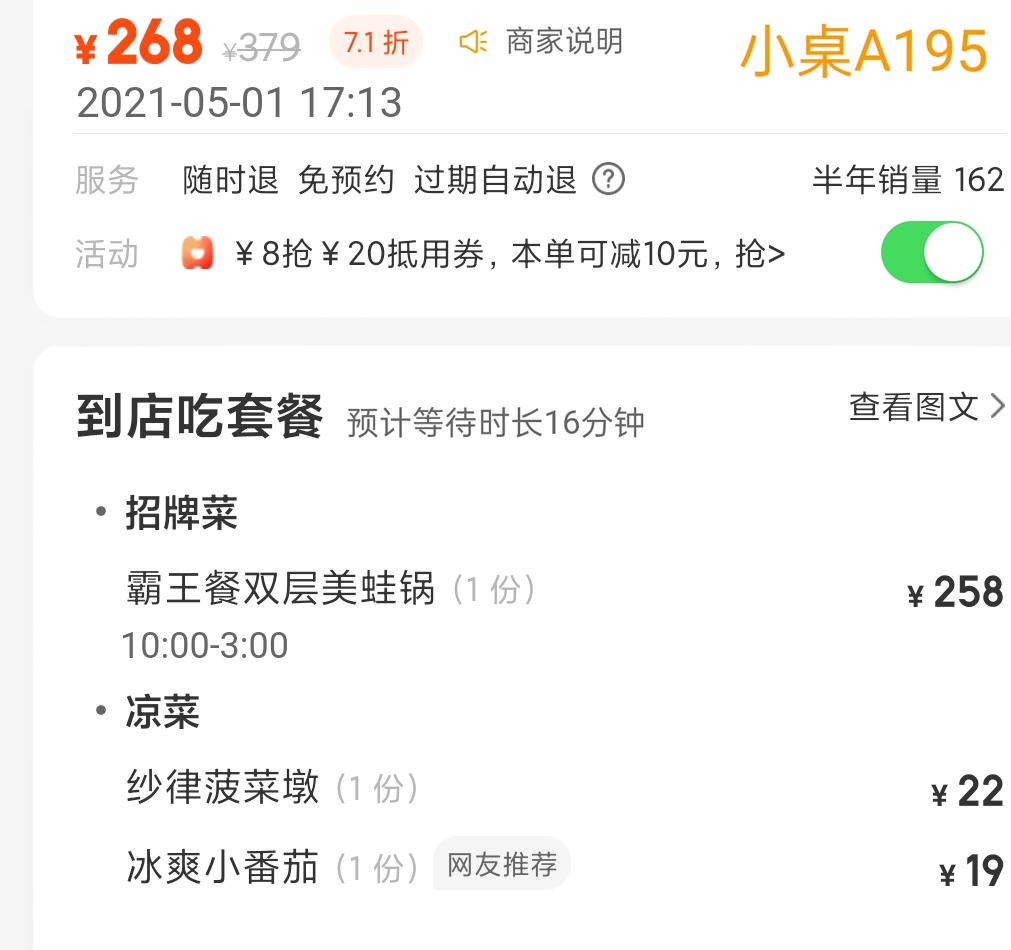 ¥268 ¥379 7.1 折 商家说明 小桌A195
2021-05-01 17:13
服务 随时退 免预约 过期自动退 ? 半年销量 162
活动 ¥8抢¥20抵用券，本单可减10元，抢>
到店吃套餐 预计等待时长16分钟 查看图文 >
• 招牌菜
霸王餐双层美蛙锅（1 份） ¥258
10:00-3:00
• 凉菜
纱律菠菜墩（1 份） ¥22
冰爽小番茄（1 份） 网友推荐 ¥19